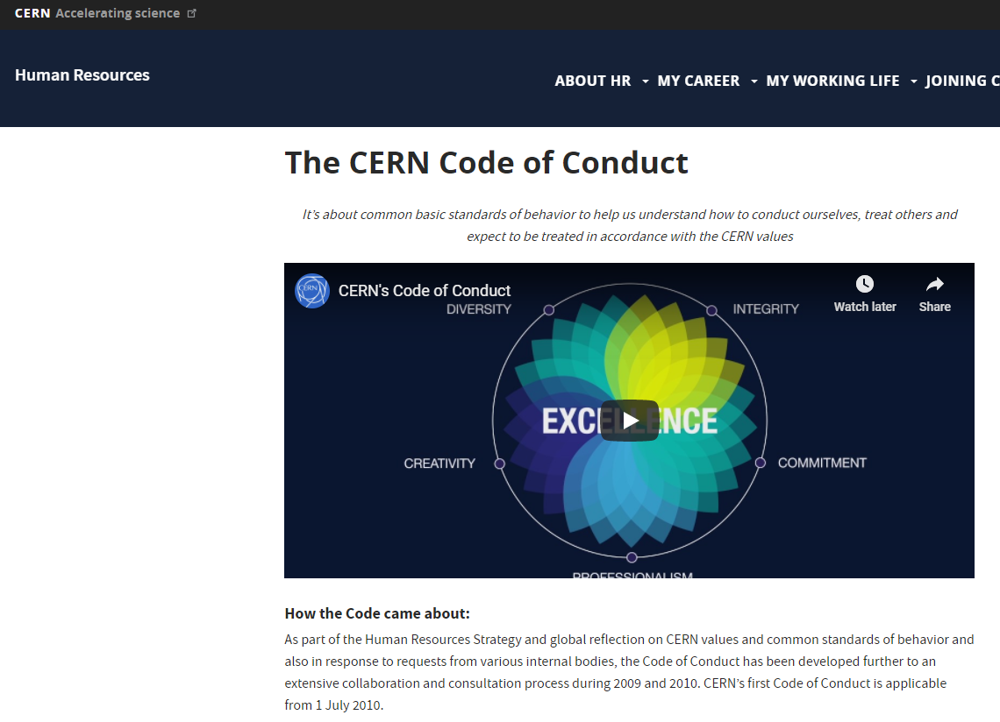 CERN Accelerating science
Human Resources
ABOUT HR MY CAREER MY WORKING LIFE JOINING C
The CERN Code of Conduct
It's about common basic standards of behavior to help us understand how to conduct ourselves, treat others and
expect to be treated in accordance with the CERN values
CERN
CERN's Code of Conduct
Watch later
Share
DIVERSITY
INTEGRITY
EXCELLENCE
CREATIVITY
COMMITMENT
PROFESSIONALISM
How the Code came about:
As part of the Human Resources Strategy and global reflection on CERN values and common standards of behavior and
also in response to requests from various internal bodies, the Code of Conduct has been developed further to an
extensive collaboration and consultation process during 2009 and 2010. CERN's first Code of Conduct is applicable
from 1 July 2010.